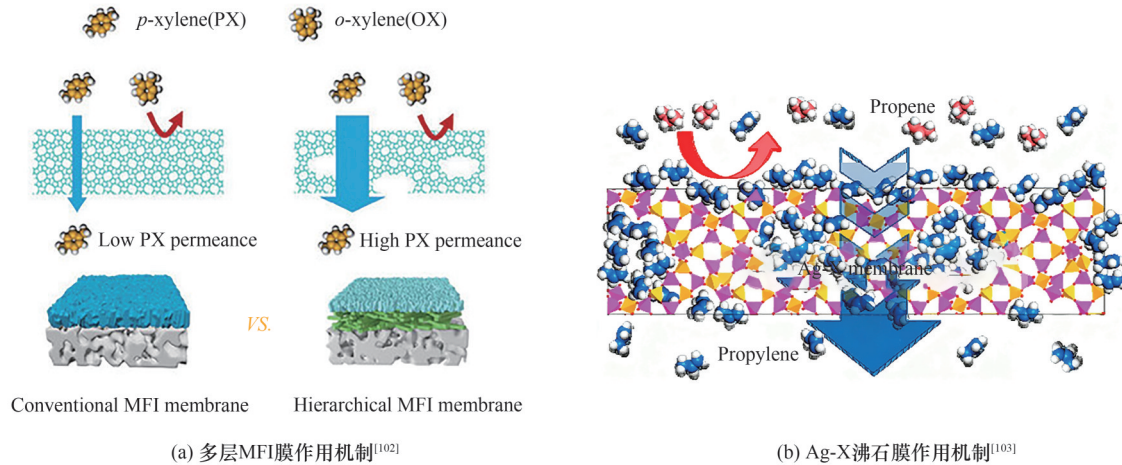 p-xylene(PX)
o-xylene(OX)
Low PX permeance
High PX permeance
VS.
Conventional MFI membrane
Hierarchical MFI membrane
(a) 多层MFI膜作用机制[102]
Propene
Ag-X membrane
Propylene
(b) Ag-X沸石膜作用机制[103]